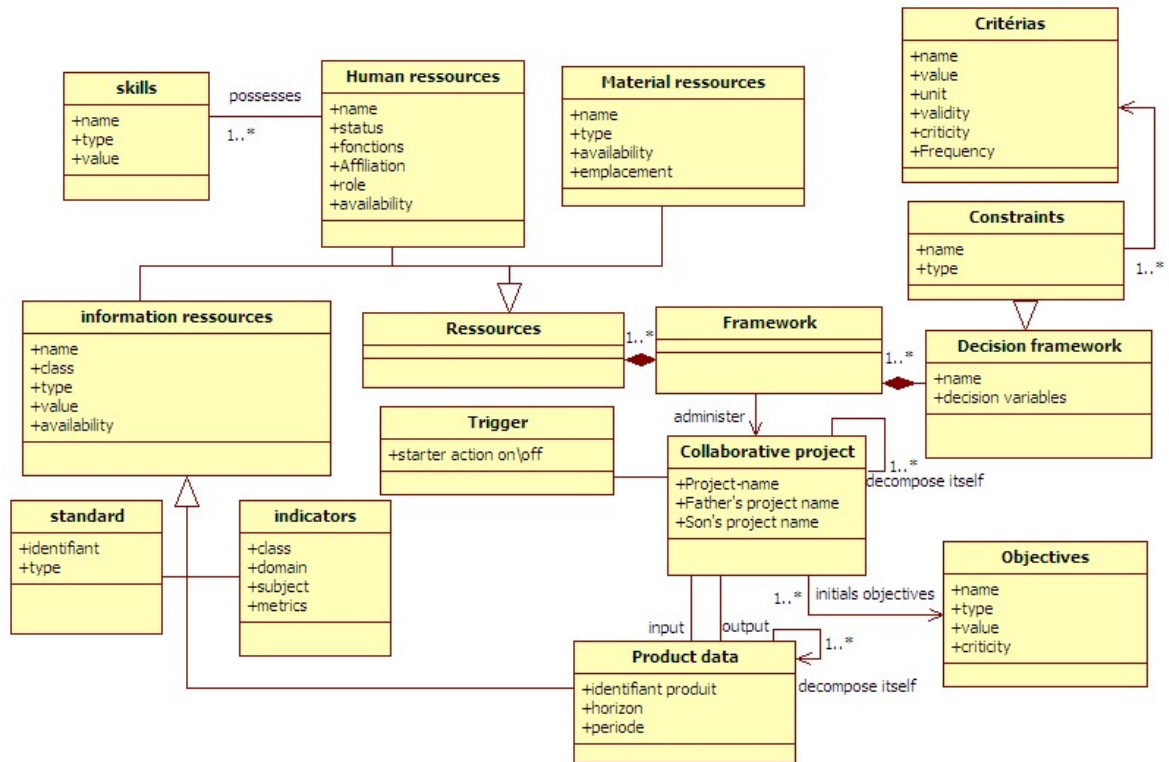 Critérias
+name
+value
+unit
+validity
+criticity
+Frequency
skills
+name
+type
+value
possesses
1..*
Human ressources
+name
+status
+fonctions
+Affiliation
+role
+availability
Material ressources
+name
+type
+availability
+emplacement
Constraints
+name
+type
1..*
information ressources
+name
+class
+type
+value
+availability
Ressources
1..*
Framework
1..*
Decision framework
+name
+decision variables
administer
Trigger
+starter action on\off
Collaborative project
+Project-name
+Father's project name
+Son's project name
1..*
decompose itself
standard
+identifiant
+type
indicators
+class
+domain
+subject
+metrics
1..*
initials objectives
Objectives
+name
+type
+value
+criticity
input
output
1..*
decompose itself
Product data
+identifiant produit
+horizon
+periode